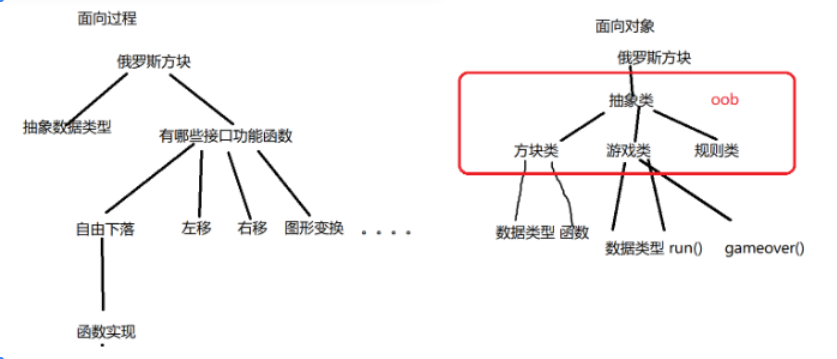 面向过程
俄罗斯方块
抽象数据类型
有哪些接口功能函数
自由下落
左移
右移
图形变换
。。。。
函数实现
面向对象
俄罗斯方块
抽象类
oob
方块类
游戏类
规则类
数据类型 函数
数据类型 run()
gameover()